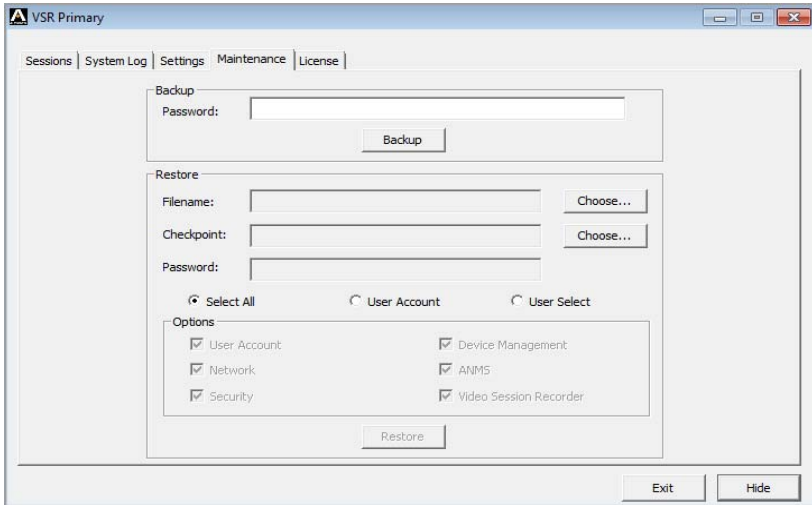 VSR Primary
Sessions System Log Settings Maintenance License
Backup
Password:
Backup
Restore
Filename: Choose...
Checkpoint: Choose...
Password:
Select All User Account User Select
Options
User Account Device Management
Network ANMS
Security Video Session Recorder
Restore
Exit Hide